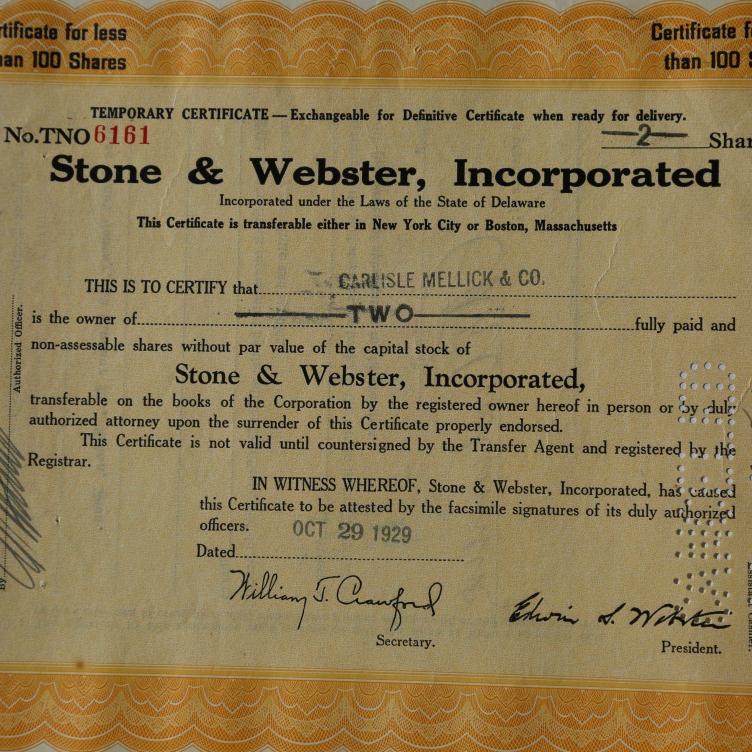 tificate for less
an 100 Shares
Certificate f
than 100 S
TEMPORARY CERTIFICATE — Exchangeable for Definitive Certificate when ready for delivery.
No.TNO 6161
2 Shar
Stone & Webster, Incorporated
Incorporated under the Laws of the State of Delaware
This Certificate is transferable either in New York City or Boston, Massachusetts
THIS IS TO CERTIFY that CARLISLE MELLICK & CO.
is the owner of TWO fully paid and
non-assessable shares without par value of the capital stock of
Stone & Webster, Incorporated,
transferable on the books of the Corporation by the registered owner hereof in person or by duly
authorized attorney upon the surrender of this Certificate properly endorsed.
This Certificate is not valid until countersigned by the Transfer Agent and registered by the
Registrar.
IN WITNESS WHEREOF, Stone & Webster, Incorporated, has caused
this Certificate to be attested by the facsimile signatures of its duly authorized
officers.
Dated OCT 29 1929
William T. Crawford
Secretary.
Edwin S. Webster
President.
Authorized Officer.
By